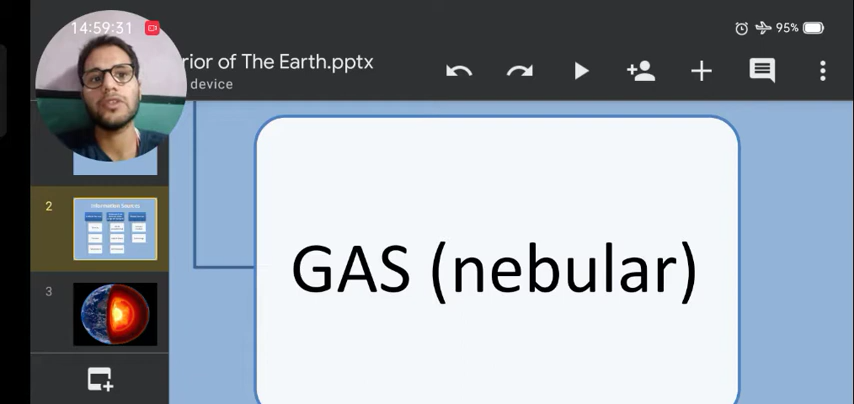 14:59:31
95%
rior of The Earth.pptx
device
2
Information Sources
3
GAS (nebular)